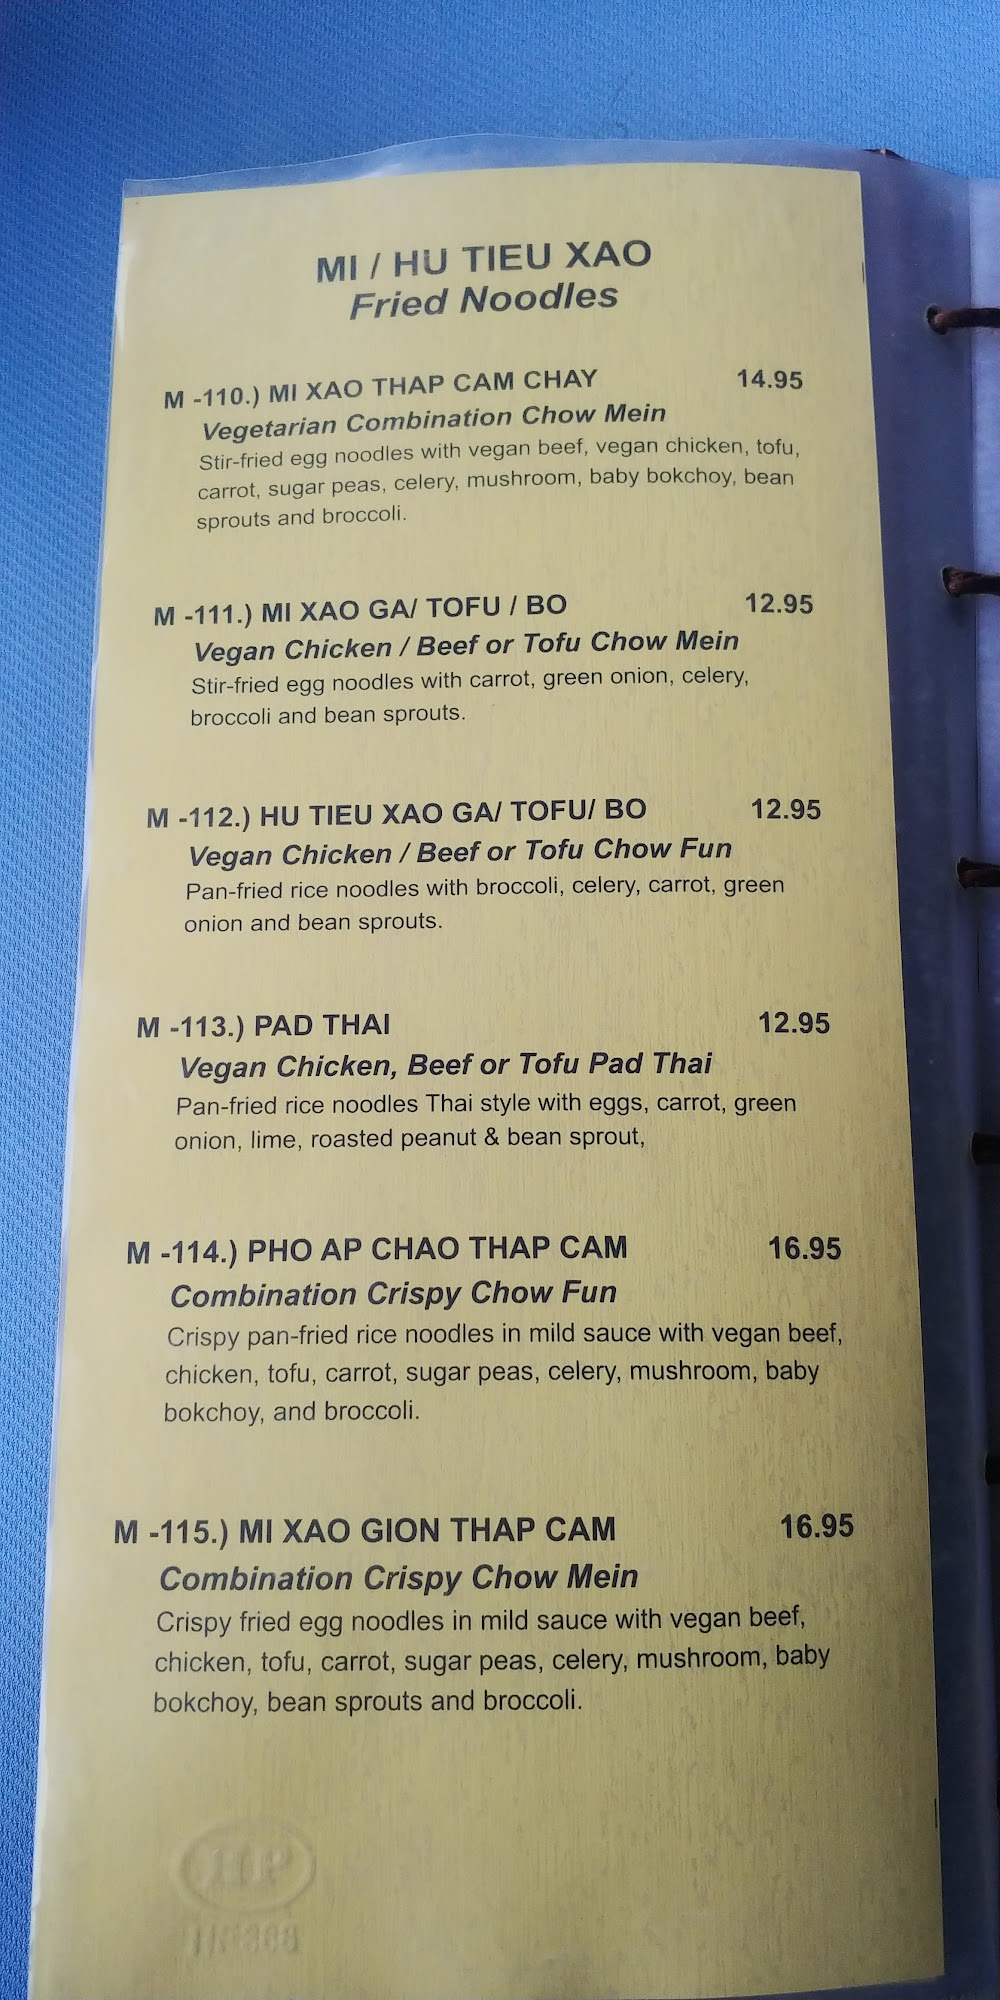 MI / HU TIEU XAO
Fried Noodles
M -110.) MI XAO THAP CAM CHAY 14.95
Vegetarian Combination Chow Mein
Stir-fried egg noodles with vegan beef, vegan chicken, tofu,
carrot, sugar peas, celery, mushroom, baby bokchoy, bean
sprouts and broccoli.
M -111.) MI XAO GA/ TOFU / BO 12.95
Vegan Chicken / Beef or Tofu Chow Mein
Stir-fried egg noodles with carrot, green onion, celery,
broccoli and bean sprouts.
M -112.) HU TIEU XAO GA/ TOFU/ BO 12.95
Vegan Chicken / Beef or Tofu Chow Fun
Pan-fried rice noodles with broccoli, celery, carrot, green
onion and bean sprouts.
M -113.) PAD THAI 12.95
Vegan Chicken, Beef or Tofu Pad Thai
Pan-fried rice noodles Thai style with eggs, carrot, green
onion, lime, roasted peanut & bean sprout,
M -114.) PHO AP CHAO THAP CAM 16.95
Combination Crispy Chow Fun
Crispy pan-fried rice noodles in mild sauce with vegan beef,
chicken, tofu, carrot, sugar peas, celery, mushroom, baby
bokchoy, and broccoli.
M -115.) MI XAO GION THAP CAM 16.95
Combination Crispy Chow Mein
Crispy fried egg noodles in mild sauce with vegan beef,
chicken, tofu, carrot, sugar peas, celery, mushroom, baby
bokchoy, bean sprouts and broccoli.